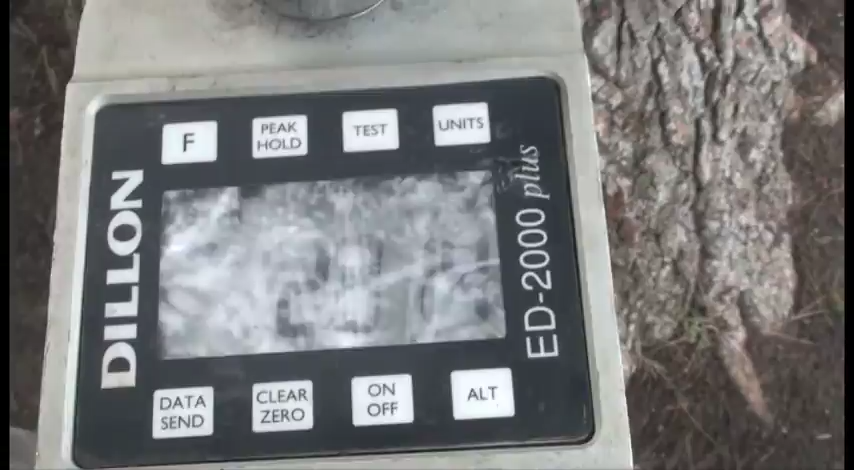 F
PEAK
HOLD
TEST
UNITS
DILLON
ED-2000 plus
DATA
SEND
CLEAR
ZERO
ON
OFF
ALT